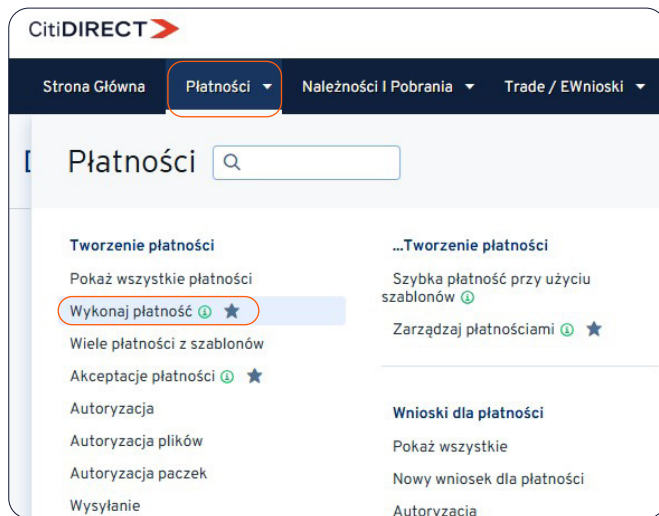 CitiDIRECT
Strona Główna Płatności Należności I Pobrania Trade / EWnioski
Płatności
Tworzenie płatności
Pokaż wszystkie płatności
Wykonaj płatność
Wiele płatności z szablonów
Akceptacje płatności
Autoryzacja
Autoryzacja plików
Autoryzacja paczek
Wysyłanie
...Tworzenie płatności
Szybka płatność przy użyciu
szablonów
Zarządzaj płatnościami
Wnioski dla płatności
Pokaż wszystkie
Nowy wniosek dla płatności
Autoryzacja